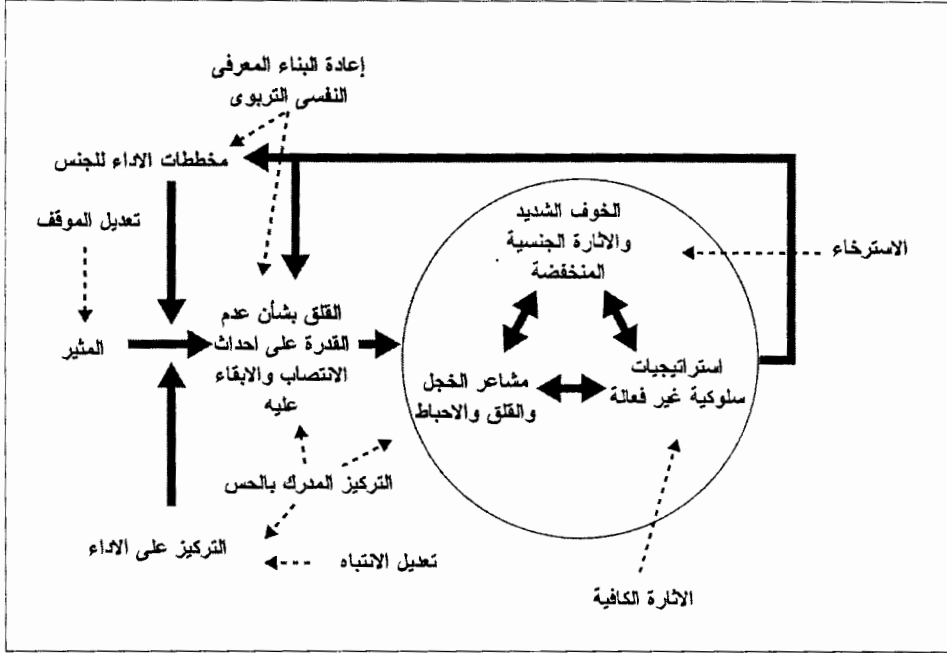 إعادة البناء المعرفى
النفسى التربوى
مخططات الاداء للجنس
تعديل الموقف
الخوف الشديد
والاثارة الجنسية
المنخفضة
الاسترخاء
المثير
القلق بشأن عدم
القدرة على احداث
الانتصاب والابقاء
عليه
مشاعر الخجل
والقلق والاحباط
استراتيجيات
سلوكية غير فعالة
التركيز المدرك بالحس
التركيز على الاداء
تعديل الانتباه
الاثارة الكافية